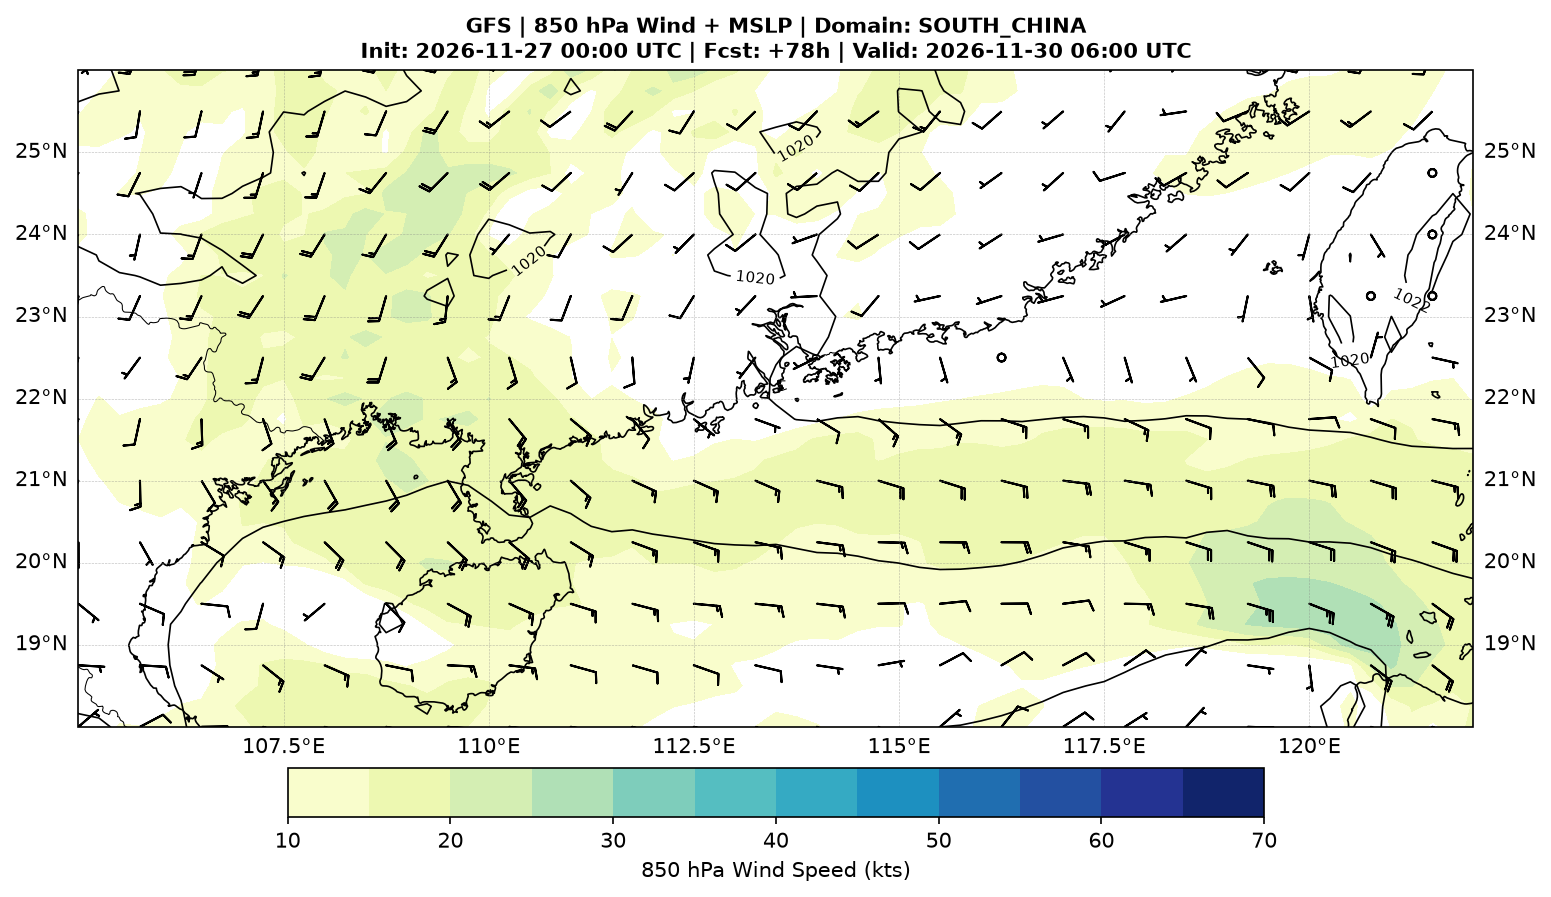 GFS | 850 hPa Wind + MSLP | Domain: SOUTH_CHINA
Init: 2026-11-27 00:00 UTC | Fcst: +78h | Valid: 2026-11-30 06:00 UTC
25°N
24°N
23°N
22°N
21°N
20°N
19°N
1020
1020
1020
1022
1020
25°N
24°N
23°N
22°N
21°N
20°N
19°N
107.5°E 110°E 112.5°E 115°E 117.5°E 120°E
10 20 30 40 50 60 70
850 hPa Wind Speed (kts)